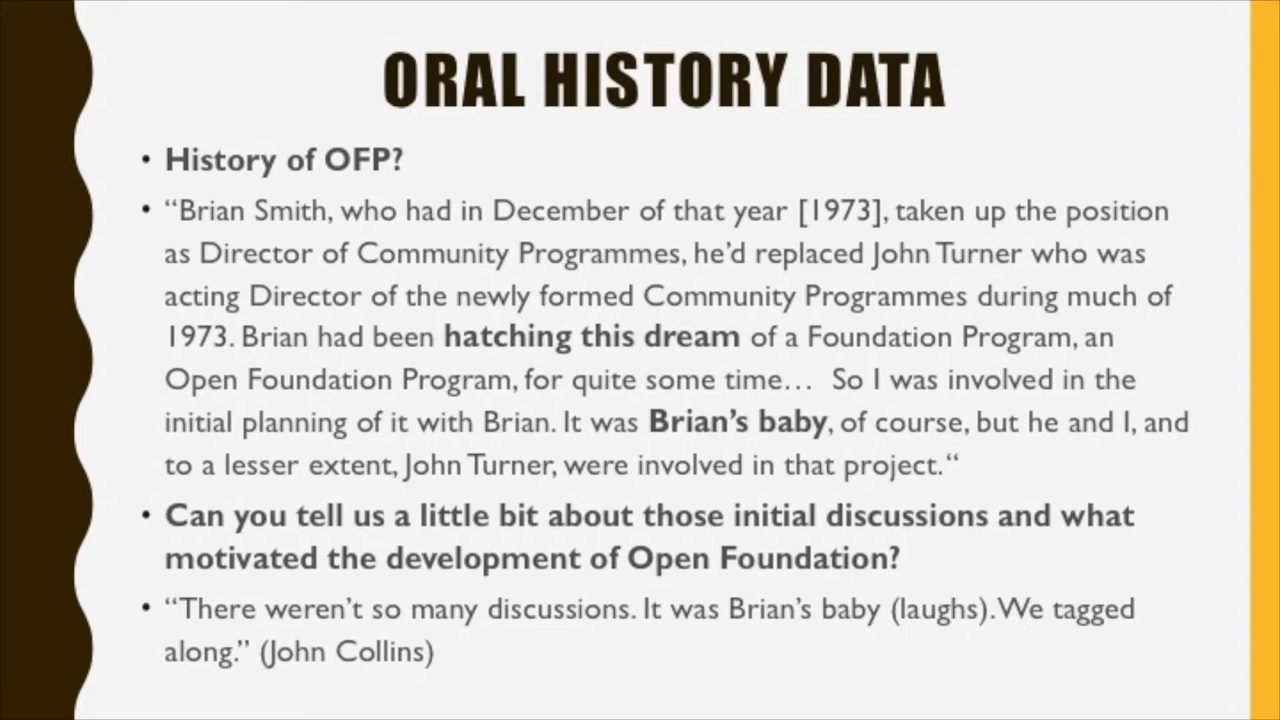 ORAL HISTORY DATA
• History of OFP?
• “Brian Smith, who had in December of that year [1973], taken up the position
as Director of Community Programmes, he’d replaced John Turner who was
acting Director of the newly formed Community Programmes during much of
1973. Brian had been hatching this dream of a Foundation Program, an
Open Foundation Program, for quite some time… So I was involved in the
initial planning of it with Brian. It was Brian’s baby, of course, but he and I, and
to a lesser extent, John Turner, were involved in that project.“
• Can you tell us a little bit about those initial discussions and what
motivated the development of Open Foundation?
• “There weren’t so many discussions. It was Brian’s baby (laughs). We tagged
along.” (John Collins)